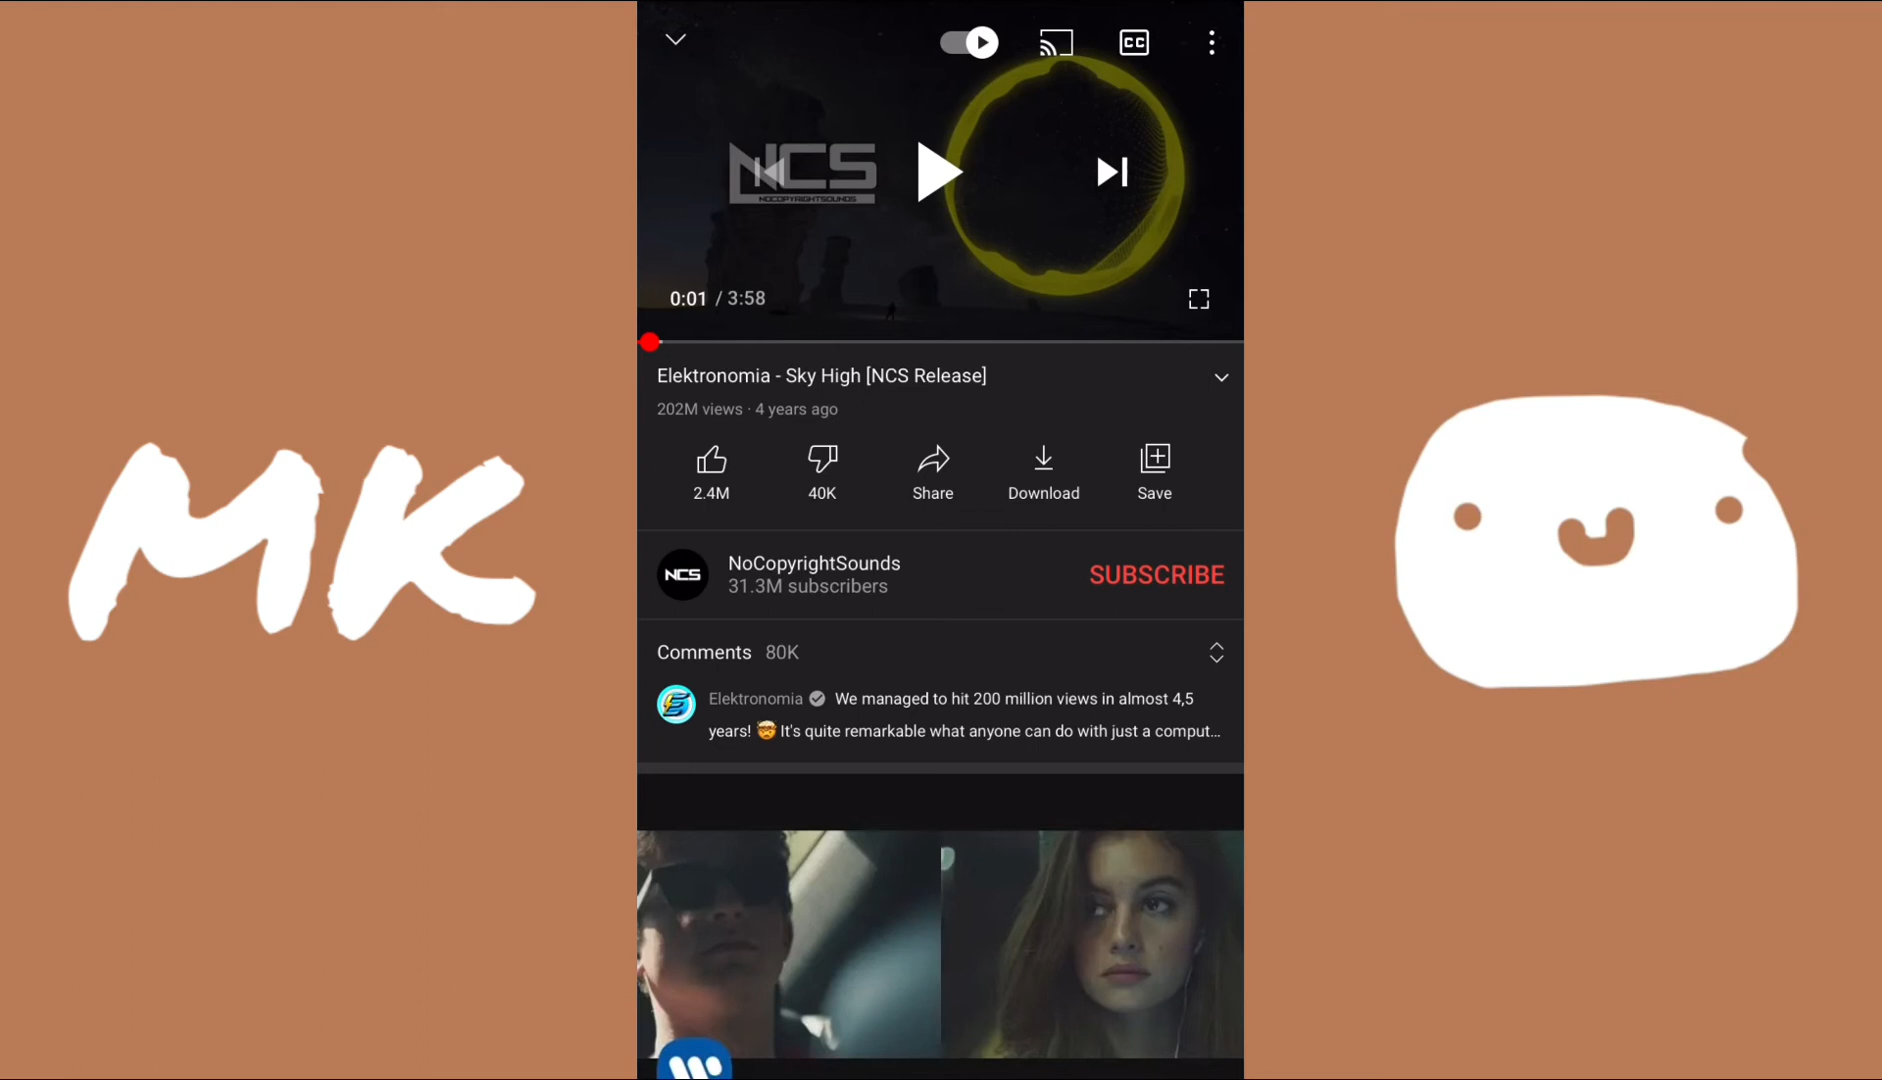 CC
NCS
NOCOPYRIGHTSOUNDS
0:01 / 3:58
Elektronomia - Sky High [NCS Release]
202M views · 4 years ago
2.4M 40K Share Download Save
MK
NCS
NoCopyrightSounds
31.3M subscribers
SUBSCRIBE
Comments 80K
Elektronomia We managed to hit 200 million views in almost 4,5
years! 🤯 It's quite remarkable what anyone can do with just a comput...